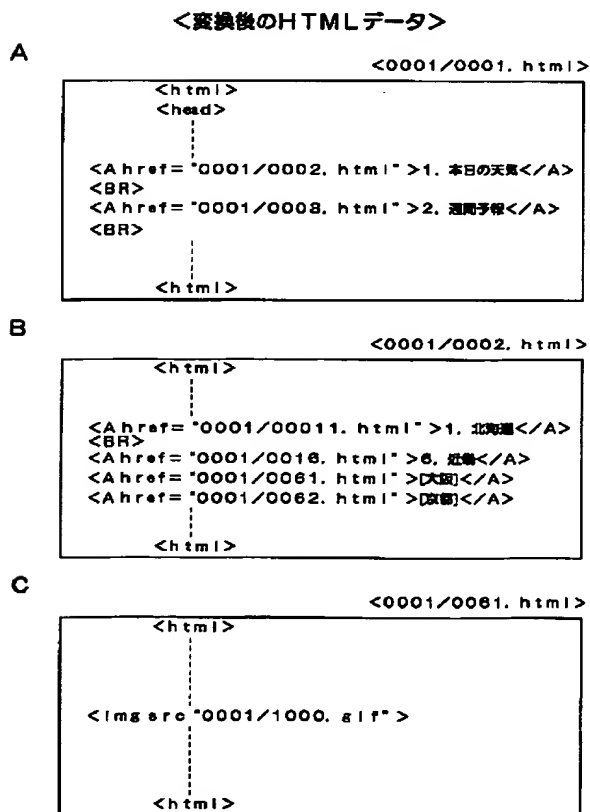 <変換後のHTMLデータ>
A
<0001/0001. html>
<html>
<head>
<A href="0001/0002. html">1. 本日の天気</A>
<BR>
<A href="0001/0003. html">2. 週間予報</A>
<BR>
<html>
B
<0001/0002. html>
<html>
<A href="0001/00011. html">1. 北海道</A>
<BR>
<A href="0001/0016. html">6. 近畿</A>
<A href="0001/0061. html">[大阪]</A>
<A href="0001/0062. html">[京都]</A>
<html>
C
<0001/0061. html>
<html>
<img src "0001/1000. gif">
<html>